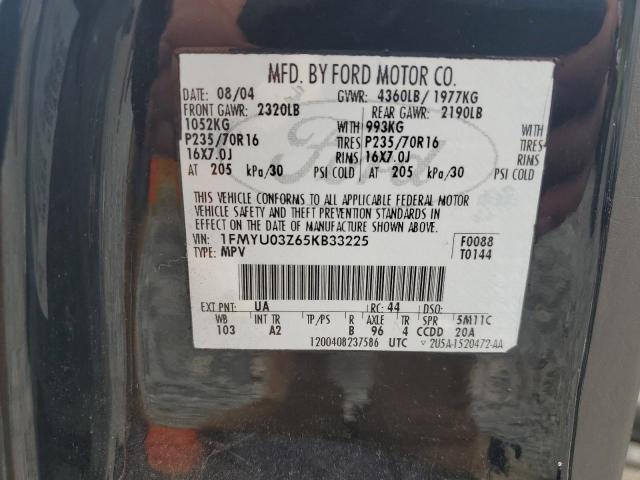 MFD. BY FORD MOTOR CO.
DATE: 08/04 GVWR: 4360LB/1977KG
FRONT GAWR: 2320LB REAR GAWR: 2190LB
1052KG WITH 993KG WITH
P235/70R16 TIRES P235/70R16 TIRES
16X7.0J RIMS 16X7.0J RIMS
AT 205 kPa/30 PSI COLD AT 205 kPa/30 PSI COLD
THIS VEHICLE CONFORMS TO ALL APPLICABLE FEDERAL MOTOR
VEHICLE SAFETY AND THEFT PREVENTION STANDARDS IN
EFFECT ON THE DATE OF MANUFACTURE SHOWN ABOVE.
VIN: 1FMYU03Z65KB33225 F0088
TYPE: MPV T0144
EXT PNT: UA RC: 44 DSO:
WB INT TR TP/PS R AXLE TR SPR 5M11C
103 A2 B 96 4 CCDD 20A
1200408237586 UTC 2U5A-1520472-AA
Ford